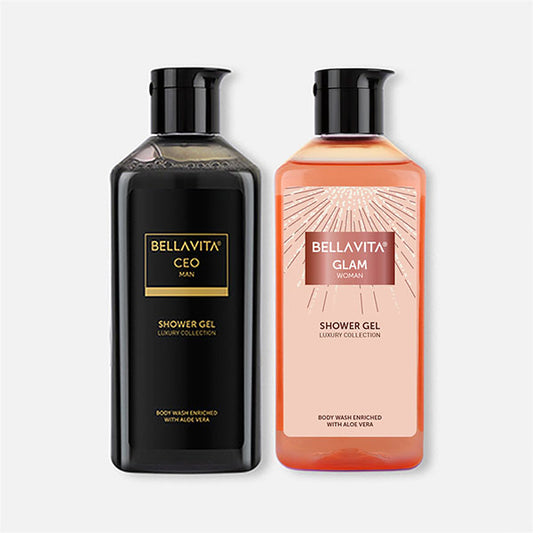 BELLAVITA®
CEO
MAN
SHOWER GEL
LUXURY COLLECTION
BODY WASH ENRICHED
WITH ALOE VERA
BELLAVITA®
GLAM
WOMAN
SHOWER GEL
LUXURY COLLECTION
BODY WASH ENRICHED
WITH ALOE VERA